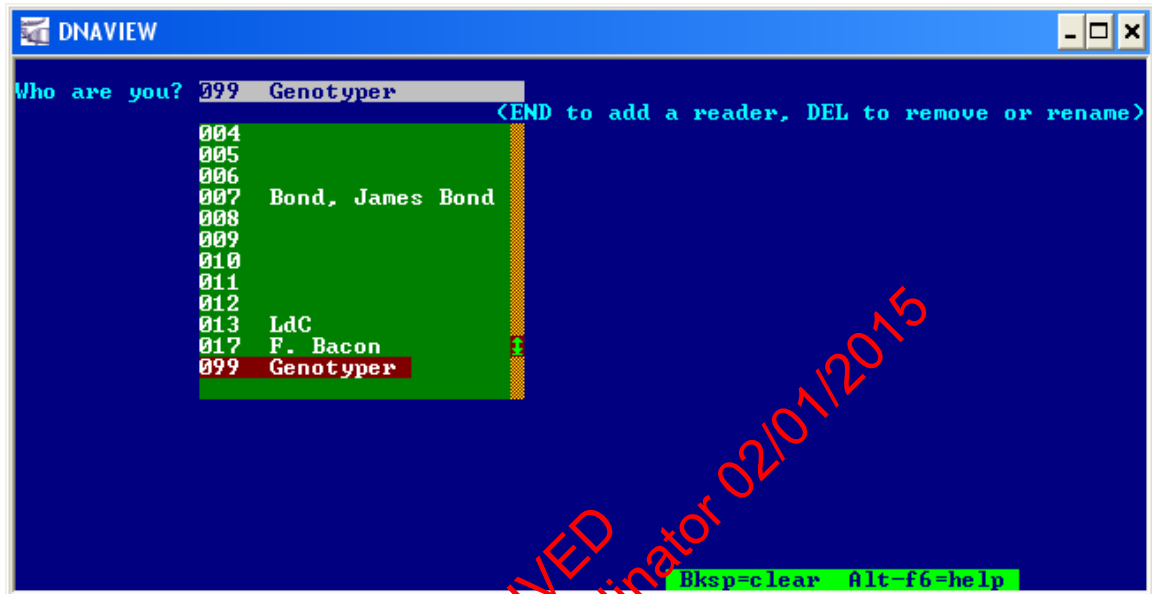 DNAVIEW
Who are you? 099 Genotyper
(END to add a reader, DEL to remove or rename)
004
005
006
007 Bond, James Bond
008
009
010
011
012
013 LdC
017 F. Bacon
099 Genotyper
02/01/2015
Bksp=clear Alt-f6=help